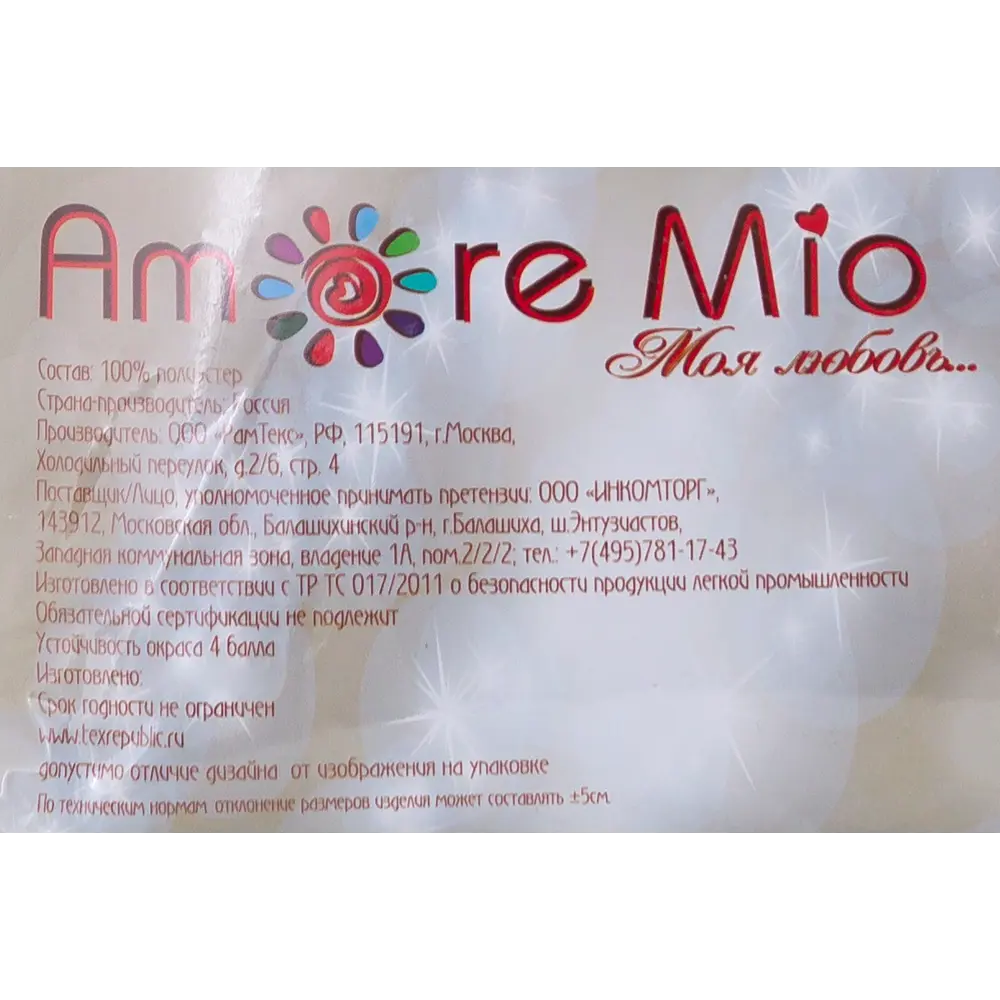 Amore Mio
Моя любовь...
Состав: 100% полиэстер
Страна-производитель: Россия
Производитель: ООО «РамТекс», РФ, 115191, г.Москва,
Холодильный переулок, д.2/6, стр. 4
Поставщик/Лицо, уполномоченное принимать претензии: ООО «ИНКОМТОРГ»,
143912, Московская обл., Балашихинский р-н, г.Балашиха, ш.Энтузиастов,
Западная коммунальная зона, владение 1А, пом.2/2/2; тел.: +7(495)781-17-43
Изготовлено в соответствии с ТР ТС 017/2011 о безопасности продукции легкой промышленности
Обязательной сертификации не подлежит
Устойчивость окраса 4 балла
Изготовлено:
Срок годности не ограничен
www.texrepublic.ru
допустимо отличие дизайна от изображения на упаковке
По техническим нормам отклонение размеров изделия может составлять ±5см.